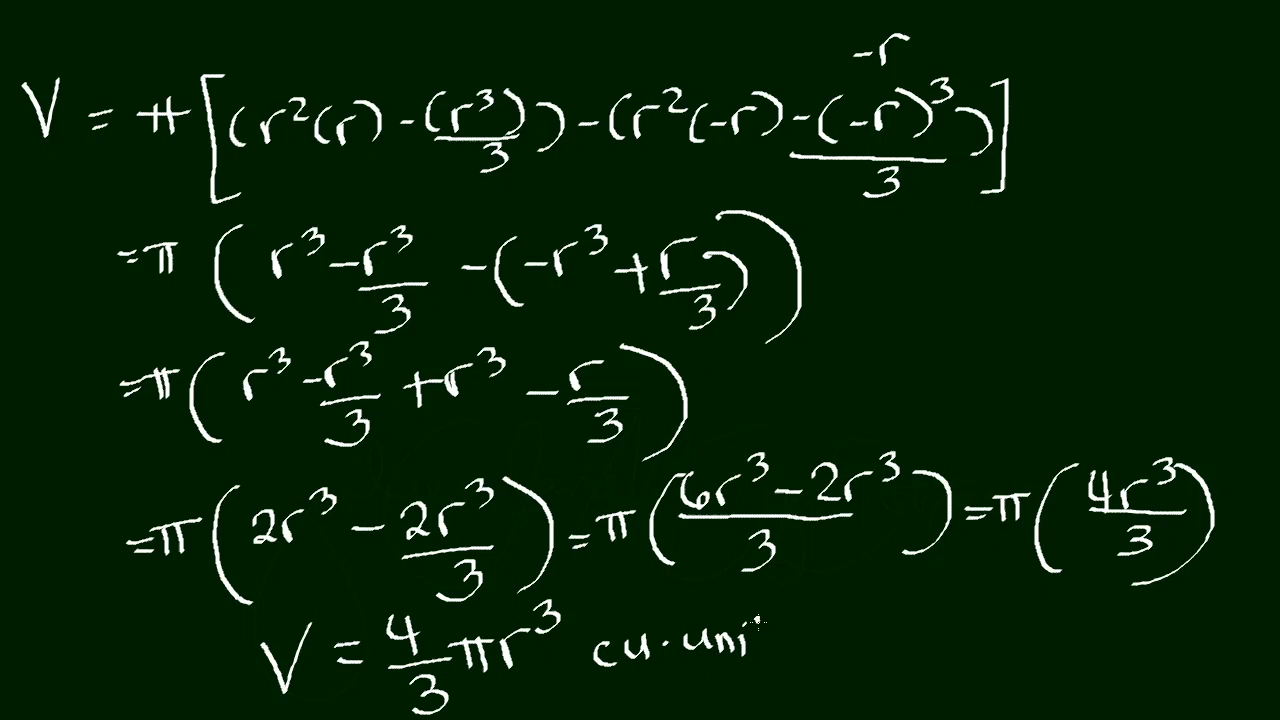 -r
V = π[(r²(r) - (r³)/3) - (r²(-r) - (-r)³/3)]
=π(r³ - r³/3 - (-r³ + r/3))
=π(r³ - r³/3 + r³ - r/3)
=π(2r³ - 2r³/3) = π((6r³ - 2r³)/3) = π(4r³/3)
V = 4/3 πr³ cu. uni